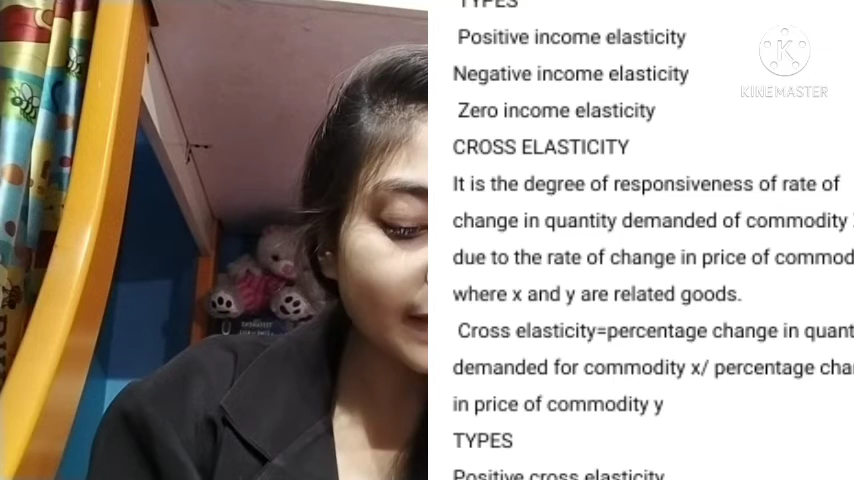 TYPES
Positive income elasticity
Negative income elasticity
Zero income elasticity
CROSS ELASTICITY
It is the degree of responsiveness of rate of
change in quantity demanded of commodity
due to the rate of change in price of commod
where x and y are related goods.
Cross elasticity=percentage change in quant
demanded for commodity x/ percentage cha
in price of commodity y
TYPES
Positive cross elasticity
KINEMASTER